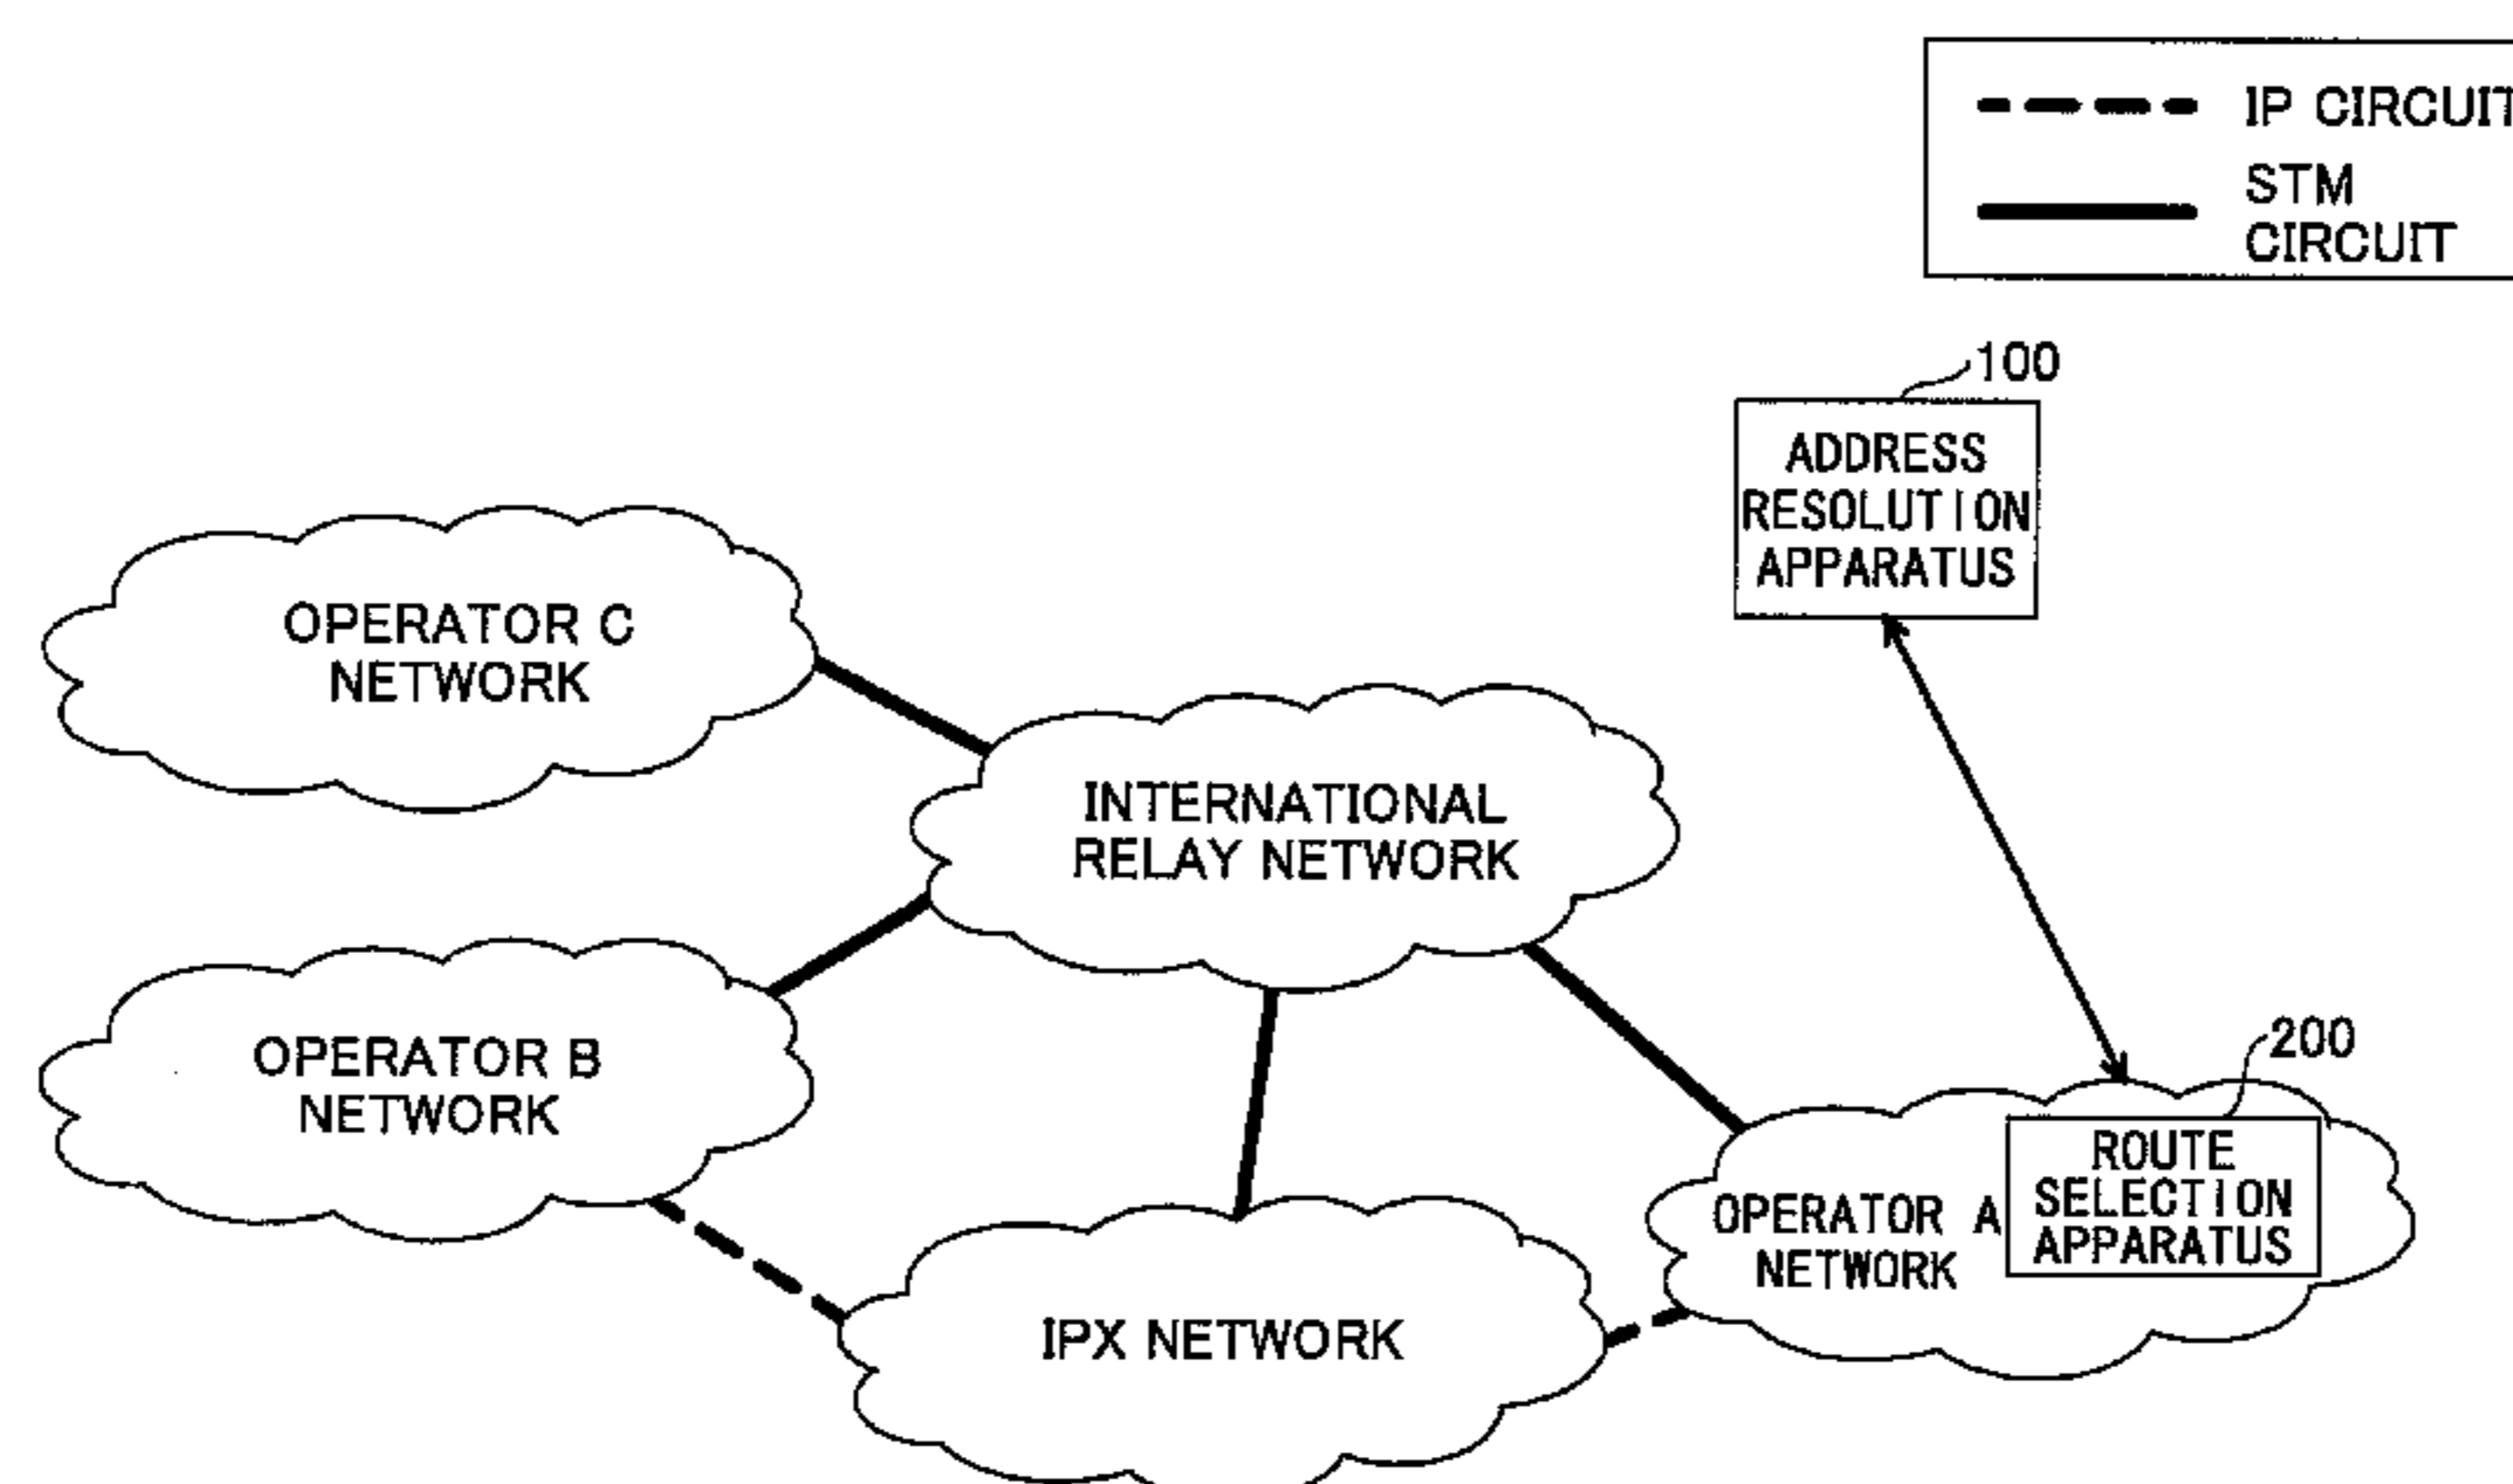 IP CIRCUIT
STM
CIRCUIT
100
ADDRESS
RESOLUTION
APPARATUS
OPERATOR C
NETWORK
INTERNATIONAL
RELAY NETWORK
OPERATOR B
NETWORK
200
ROUTE
SELECTION
APPARATUS
OPERATOR A
NETWORK
IPX NETWORK